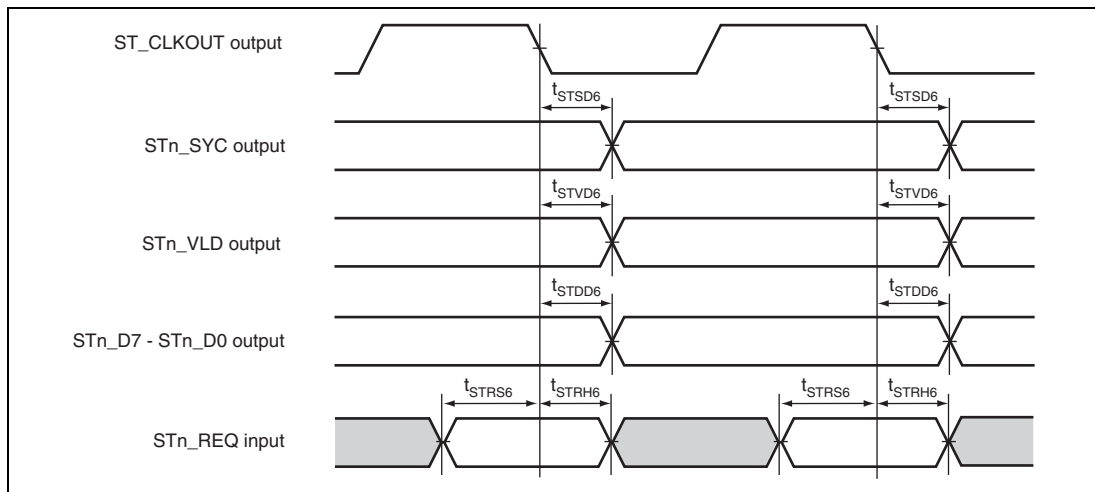 ST_CLKOUT output
tSTSD6 tSTSD6
STn_SYC output
tSTVD6 tSTVD6
STn_VLD output
tSTDD6 tSTDD6
STn_D7 - STn_D0 output
tSTRS6 tSTRH6 tSTRS6 tSTRH6
STn_REQ input